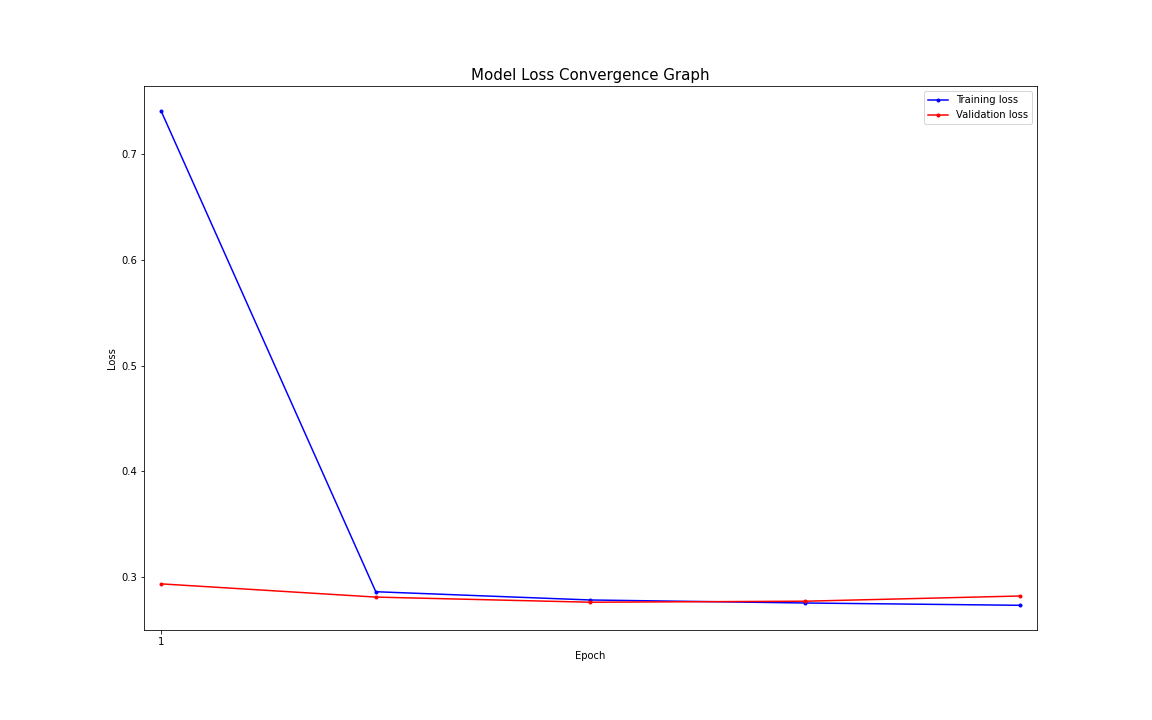 Model Loss Convergence Graph
Training loss
Validation loss
0.7
0.6
0.5
0.4
0.3
Loss
1
Epoch